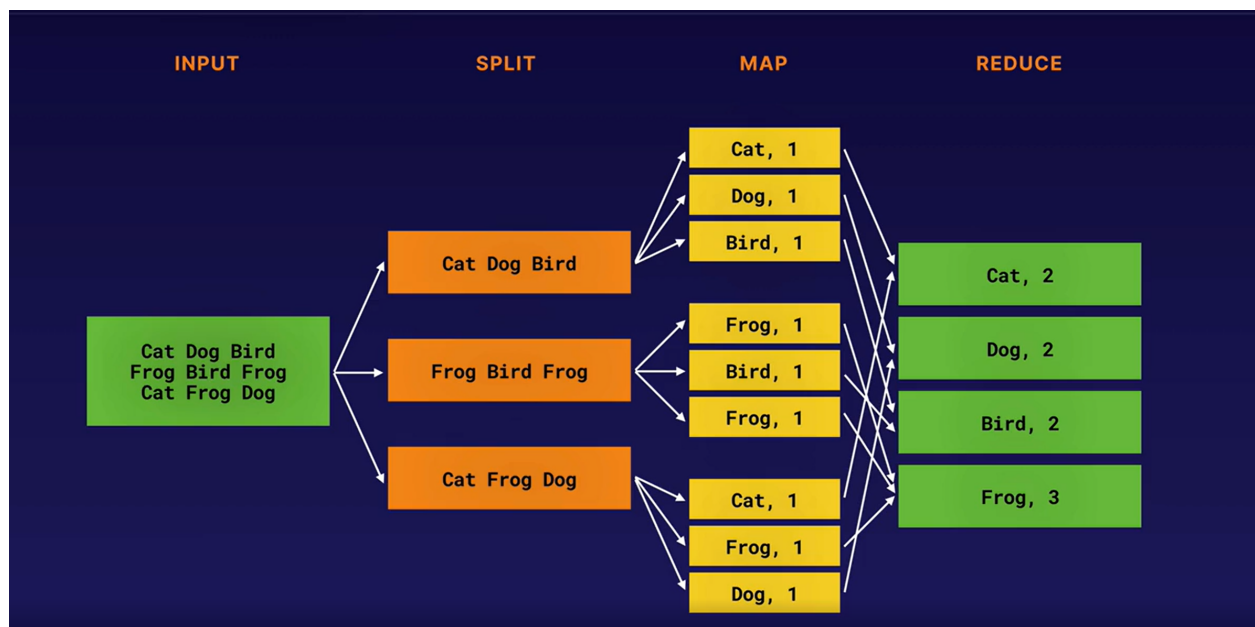 INPUT
SPLIT
MAP
REDUCE
Cat Dog Bird
Frog Bird Frog
Cat Frog Dog
Cat Dog Bird
Frog Bird Frog
Cat Frog Dog
Cat, 1
Dog, 1
Bird, 1
Frog, 1
Bird, 1
Frog, 1
Cat, 1
Frog, 1
Dog, 1
Cat, 2
Dog, 2
Bird, 2
Frog, 3